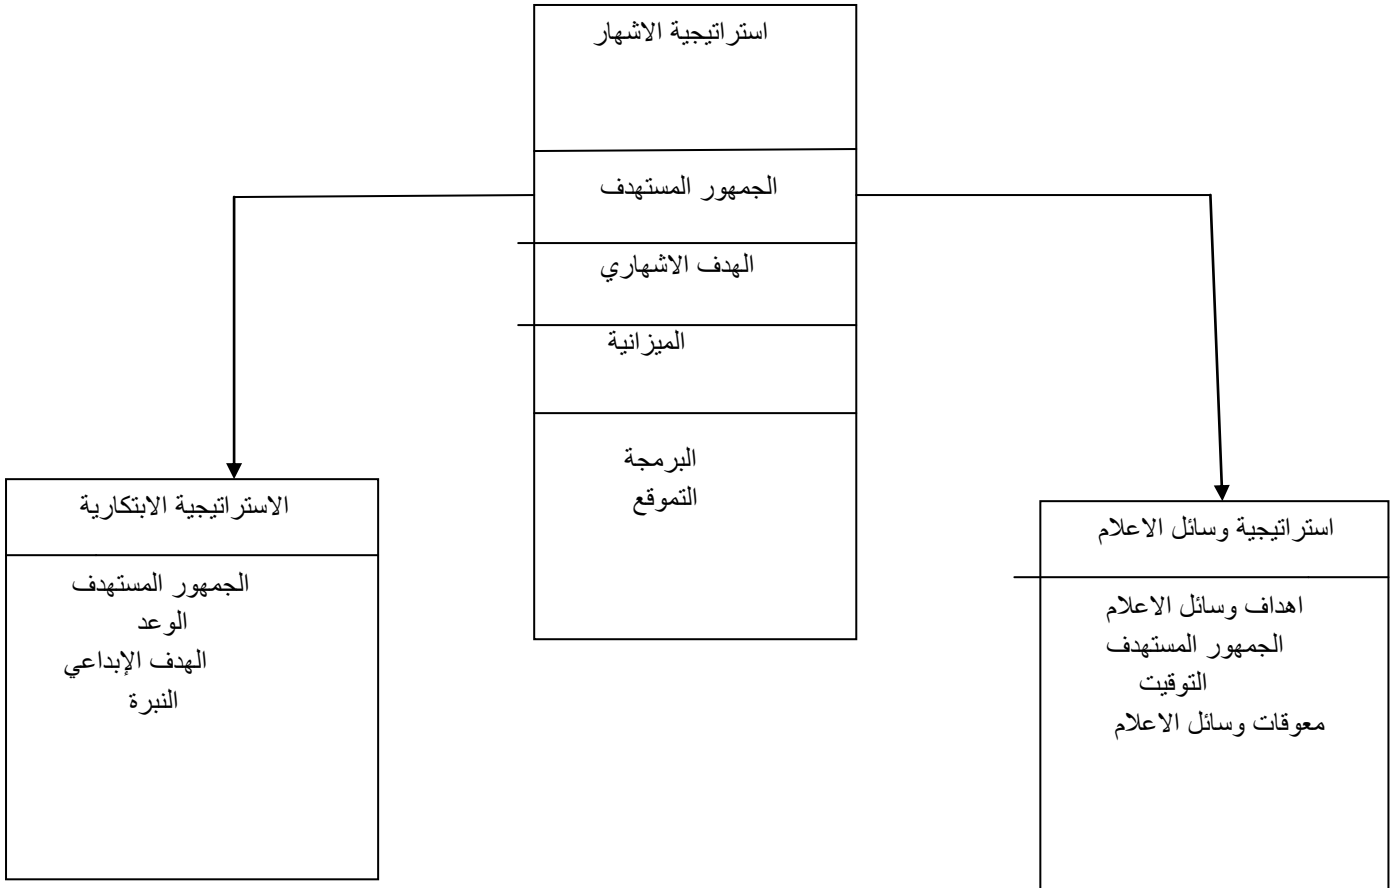 استراتيجية الاشهار
الجمهور المستهدف
الهدف الاشهاري
الميزانية
البرمجة
التموقع
استراتيجية وسائل الاعلام
اهداف وسائل الاعلام
الجمهور المستهدف
التوقيت
معوقات وسائل الاعلام
الاستراتيجية الابتكارية
الجمهور المستهدف
الوعد
الهدف الإبداعي
النبرة